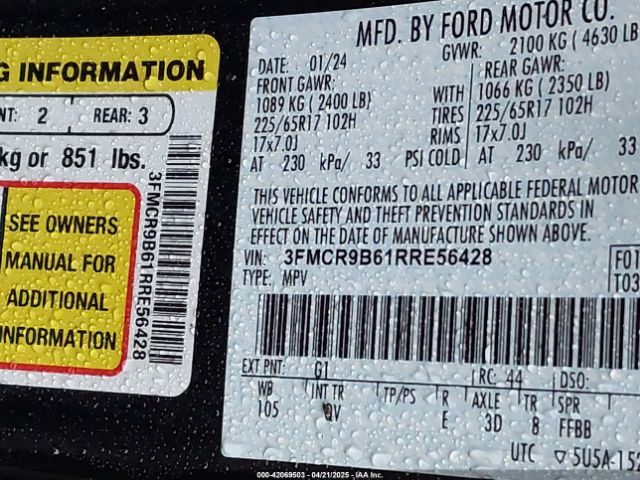 G INFORMATION
NT: 2 REAR: 3
kg or 851 lbs.
SEE OWNERS
MANUAL FOR
ADDITIONAL
INFORMATION
3FMCR9B61RRE56428
MFD. BY FORD MOTOR CO.
GVWR: 2100 KG ( 4630 LB
DATE: 01/24
FRONT GAWR: REAR GAWR:
1089 KG ( 2400 LB) WITH 1066 KG ( 2350 LB)
225/65R17 102H TIRES 225/65R17 102H
17x7.0J RIMS 17x7.0J
AT 230 kPa/ 33 PSI COLD AT 230 kPa/ 33
THIS VEHICLE CONFORMS TO ALL APPLICABLE FEDERAL MOTOR
VEHICLE SAFETY AND THEFT PREVENTION STANDARDS IN
EFFECT ON THE DATE OF MANUFACTURE SHOWN ABOVE.
VIN: 3FMCR9B61RRE56428 F01
TYPE: MPV T03
EXT PNT: G1 RC: 44 DSO:
WB INT TR TP/PS R AXLE TR SPR
105 QV E 3D 8 FFBB
UTC ▽ 5U5A-152
000-42069503 - 04/21/2025 - IAAI Branch